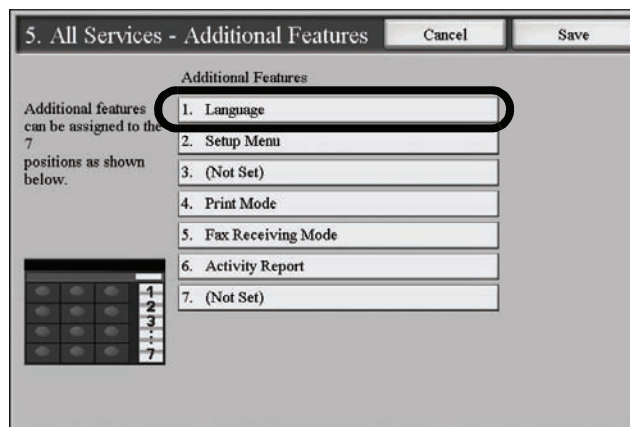 5. All Services - Additional Features
Cancel
Save
Additional Features
Additional features
can be assigned to the
7
positions as shown
below.
1. Language
2. Setup Menu
3. (Not Set)
4. Print Mode
5. Fax Receiving Mode
6. Activity Report
7. (Not Set)
1
2
3
7